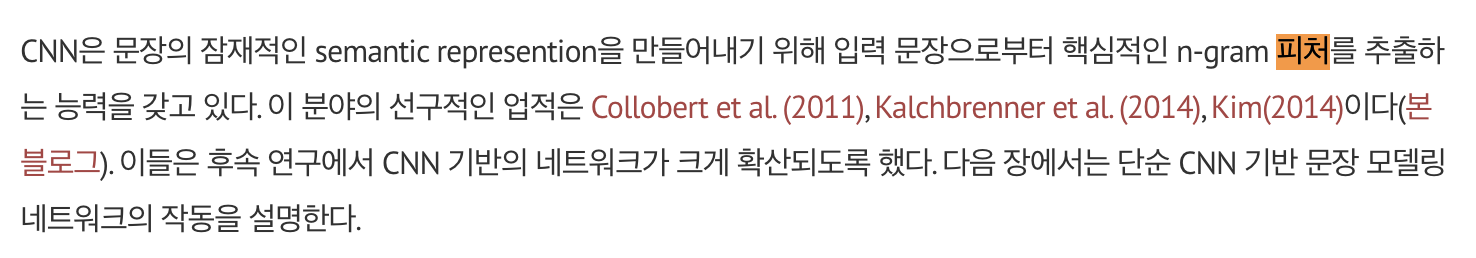 CNN은 문장의 잠재적인 semantic represention을 만들어내기 위해 입력 문장으로부터 핵심적인 n-gram 피처를 추출하
는 능력을 갖고 있다. 이 분야의 선구적인 업적은 Collobert et al. (2011), Kalchbrenner et al. (2014), Kim(2014)이다(본
블로그). 이들은 후속 연구에서 CNN 기반의 네트워크가 크게 확산되도록 했다. 다음 장에서는 단순 CNN 기반 문장 모델링
네트워크의 작동을 설명한다.